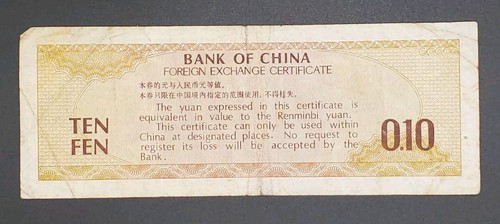 BANK OF CHINA
FOREIGN EXCHANGE CERTIFICATE
本券的元与人民币元等值。
本券只限在中国境内指定的范围使用，不得挂失。
The yuan expressed in this certificate is
equivalent in value to the Renminbi yuan.
This certificate can only be used within
China at designated places. No request to
register its loss will be accepted by the
Bank.
TEN
FEN
0.10